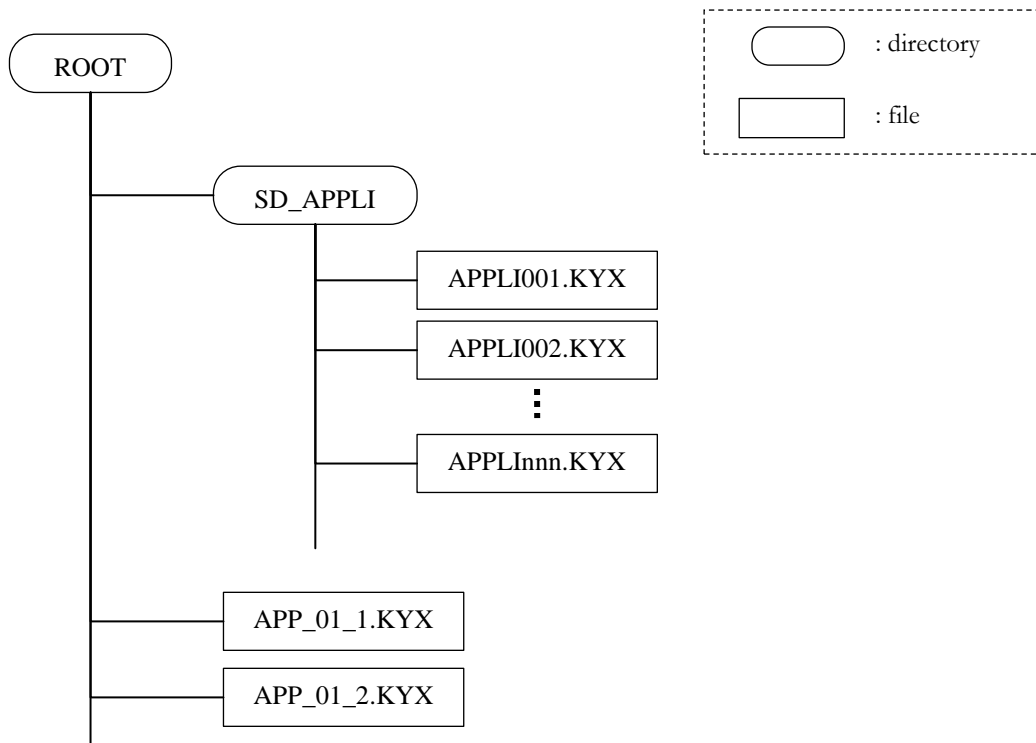 ROOT
: directory
: file
SD_APPLI
APPLI001.KYX
APPLI002.KYX
APPLInnn.KYX
APP_01_1.KYX
APP_01_2.KYX